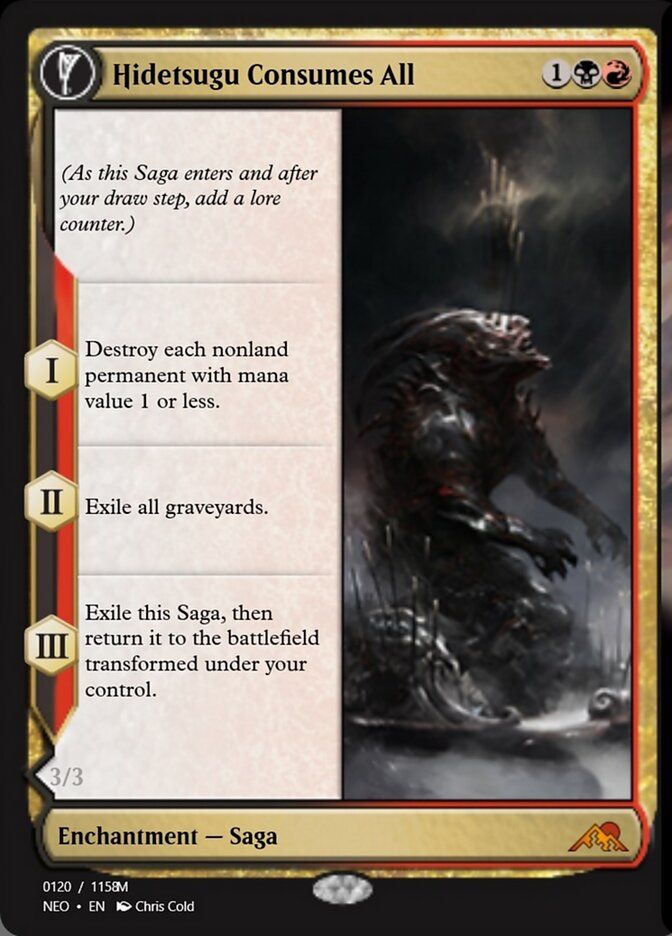 Hidetsugu Consumes All 1
(As this Saga enters and after
your draw step, add a lore
counter.)
I
Destroy each nonland
permanent with mana
value 1 or less.
II
Exile all graveyards.
III
Exile this Saga, then
return it to the battlefield
transformed under your
control.
3/3
Enchantment — Saga
0120 / 1158M
NEO • EN Chris Cold